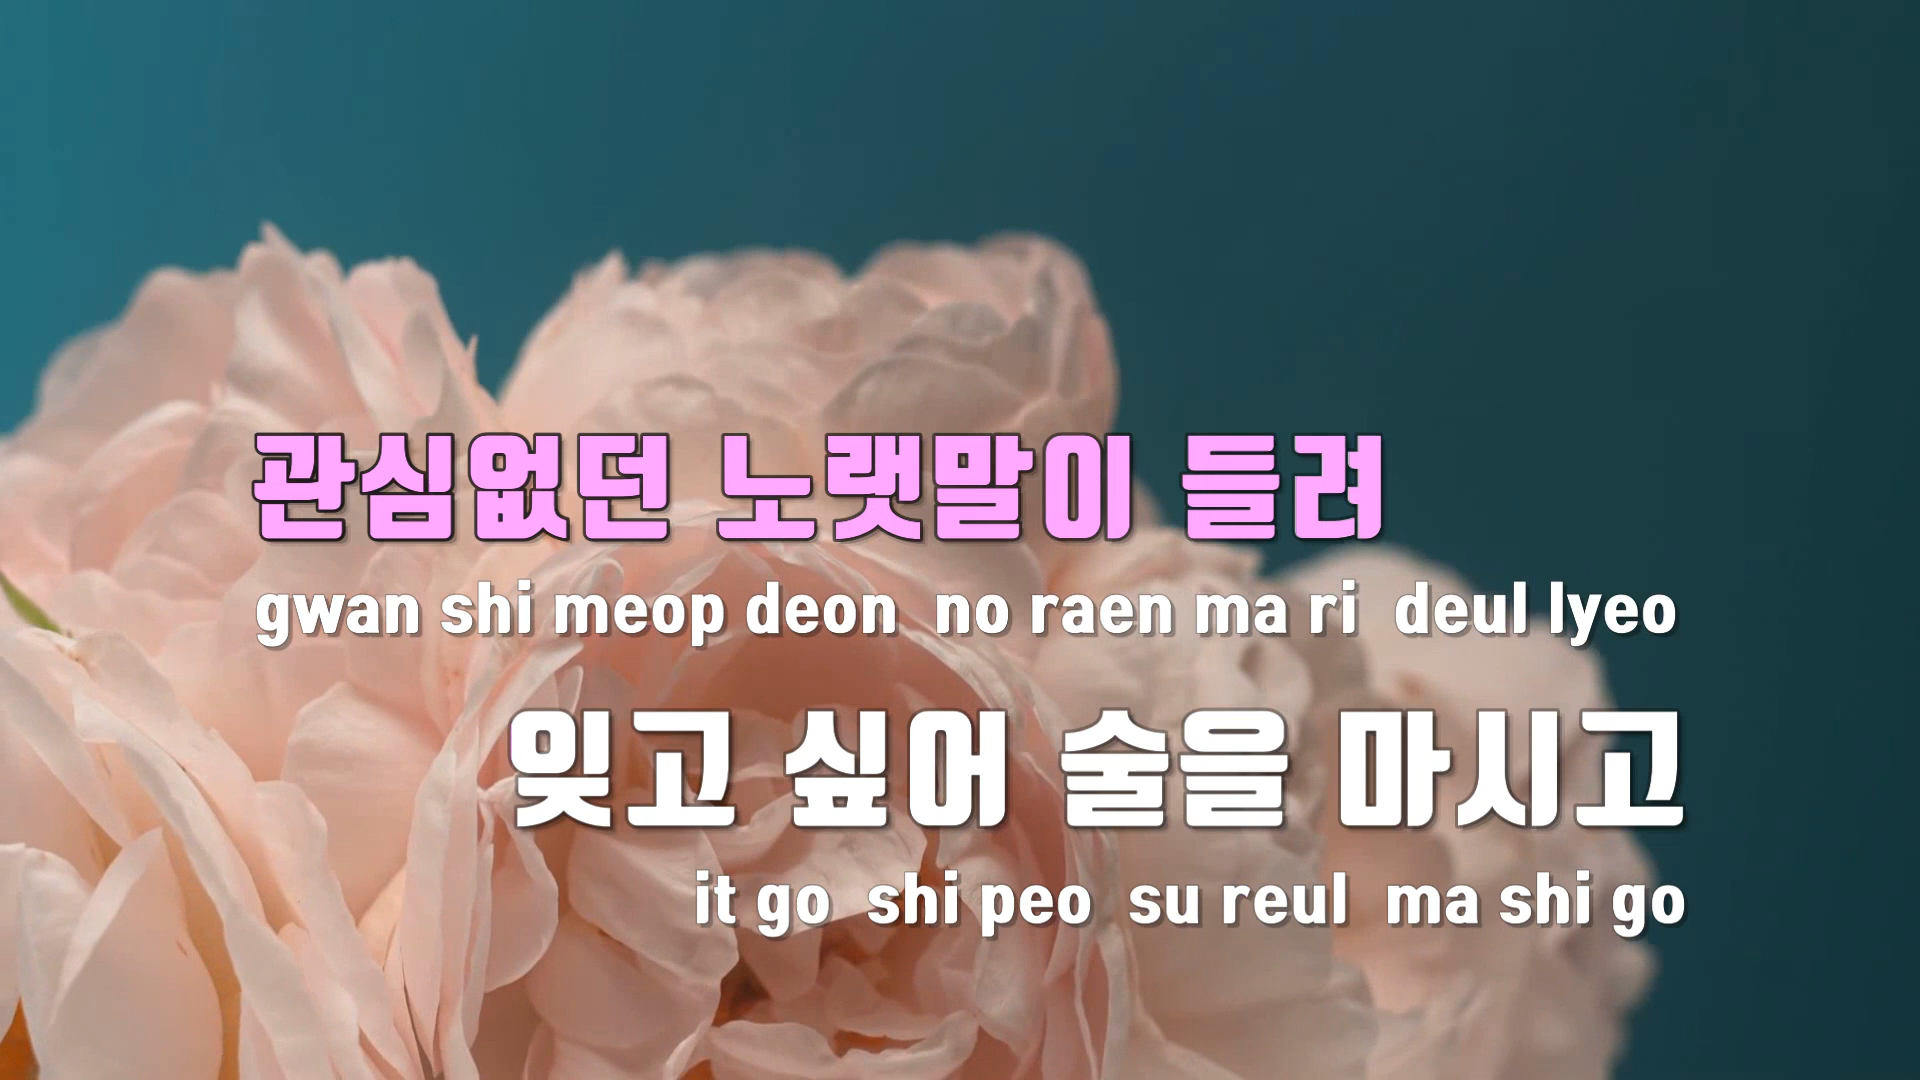 관심없던 노랫말이 들려
gwan shi meop deon no raen ma ri deul lyeo
잊고 싶어 술을 마시고
it go shi peo su reul ma shi go